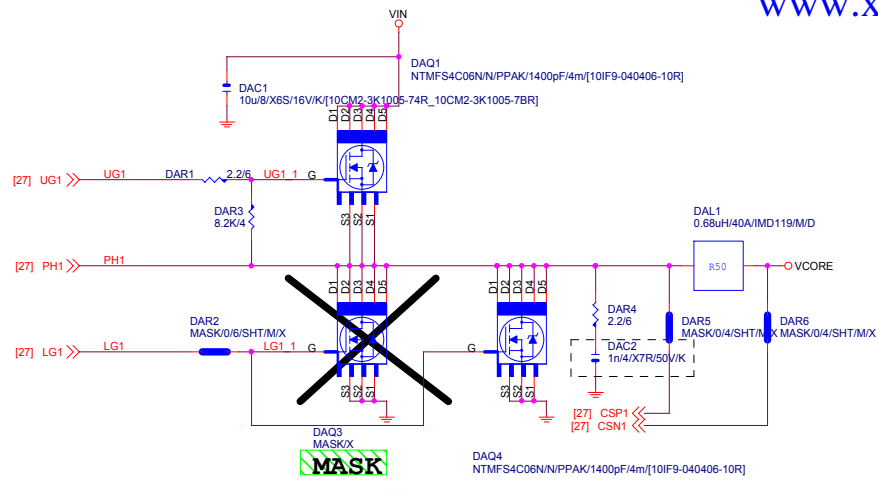 www.x
VIN
DAQ1
NTMFS4C06N/N/PPAK/1400pF/4m/[10IF9-040406-10R]
DAC1
10u/8/X6S/16V/K/[10CM2-3K1005-74R_10CM2-3K1005-7BR]
D1 D2 D3 D4 D5
[27] UG1 UG1 DAR1 2.2/6 UG1_1 G
DAR3
8.2K/4
S3 S2 S1
DAL1
0.68uH/40A/IMD119/M/D
[27] PH1 PH1 R50 VCORE
D1 D2 D3 D4 D5 D1 D2 D3 D4 D5
DAR2
MASK/0/6/SHT/M/X
DAR4
2.2/6
DAR5
MASK/0/4/SHT/M/X
DAR6
MASK/0/4/SHT/M/X
[27] LG1 LG1 LG1_1 G G
DAC2
1n/4/X7R/50V/K
S3 S2 S1 S3 S2 S1
[27] CSP1
[27] CSN1
DAQ3
MASK/X
MASK
DAQ4
NTMFS4C06N/N/PPAK/1400pF/4m/[10IF9-040406-10R]